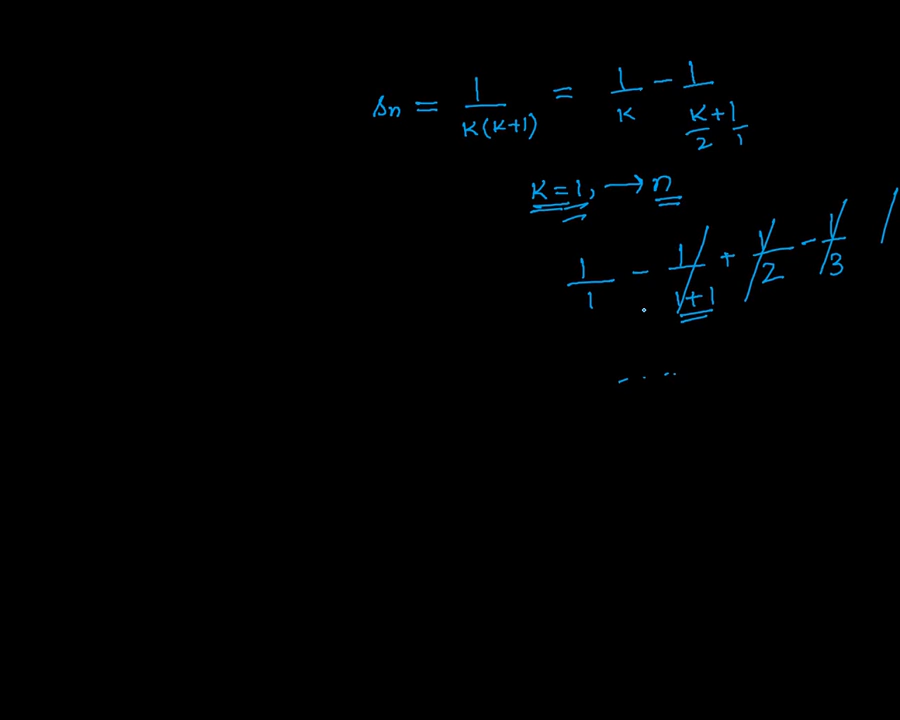 Sn = 1/K(K+1) = 1/K - 1/K+1
2 1
K = 1, → n
1/1 - 1/1+1 + 1/2 - 1/3
- . . .